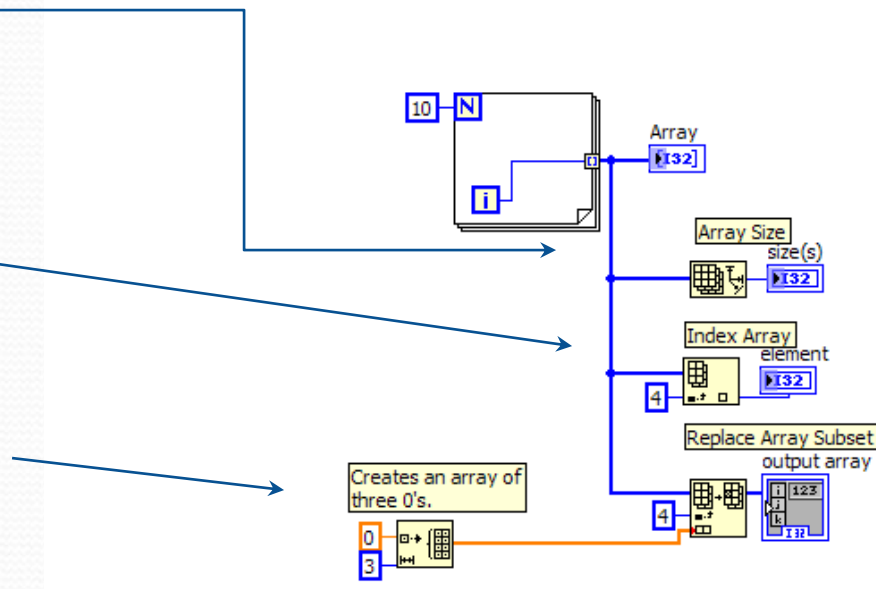 10
N
Array
[I32]
i
Array Size
size(s)
I32
Index Array
element
I32
4
Replace Array Subset
output array
i
123
j
k
I32
4
Creates an array of
three 0's.
0
3